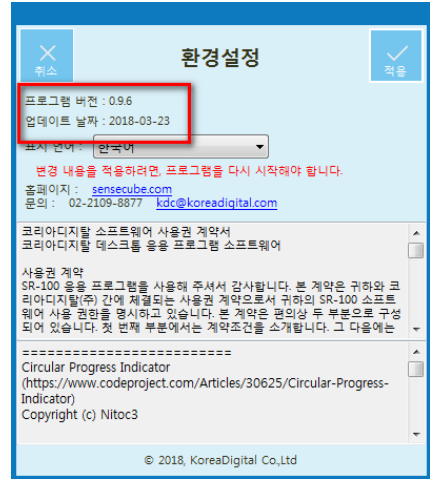 환경설정
취소
적용
프로그램 버전 : 0.9.6
업데이트 날짜 : 2018-03-23
표시 언어 : 한국어
변경 내용을 적용하려면, 프로그램을 다시 시작해야 합니다.
홈페이지 : sensecube.com
문의 : 02-2109-8877 kdc@koreadigital.com
코리아디지탈 소프트웨어 사용권 계약서
코리아디지탈 데스크톱 응용 프로그램 소프트웨어
사용권 계약
SR-100 응용 프로그램을 사용해 주셔서 감사합니다. 본 계약은 귀하와 코
리아디지탈(주) 간에 체결되는 사용권 계약으로서 귀하의 SR-100 소프트
웨어 사용 권한을 명시하고 있습니다. 본 계약은 편의상 두 부분으로 구성
되어 있습니다. 첫 번째 부분에서는 계약조건을 소개합니다. 그 다음에는
=========================
Circular Progress Indicator
(https://www.codeproject.com/Articles/30625/Circular-Progress-
Indicator)
Copyright (c) Nitoc3
© 2018, KoreaDigital Co.,Ltd